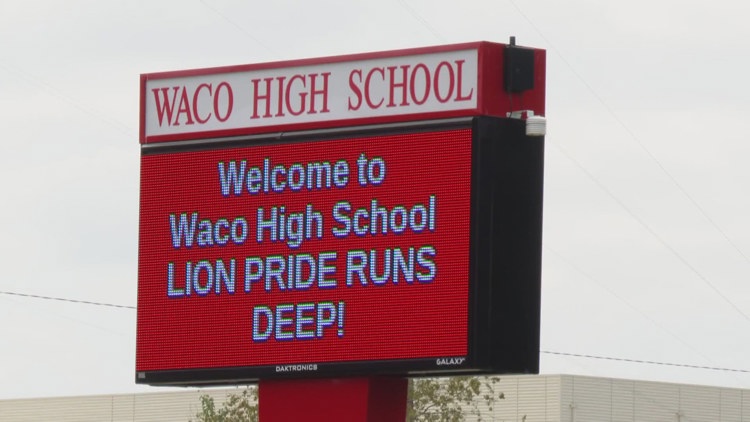 WACO HIGH SCHOOL
Welcome to
Waco High School
LION PRIDE RUNS
DEEP!
DAKTRONICS
GALAXY